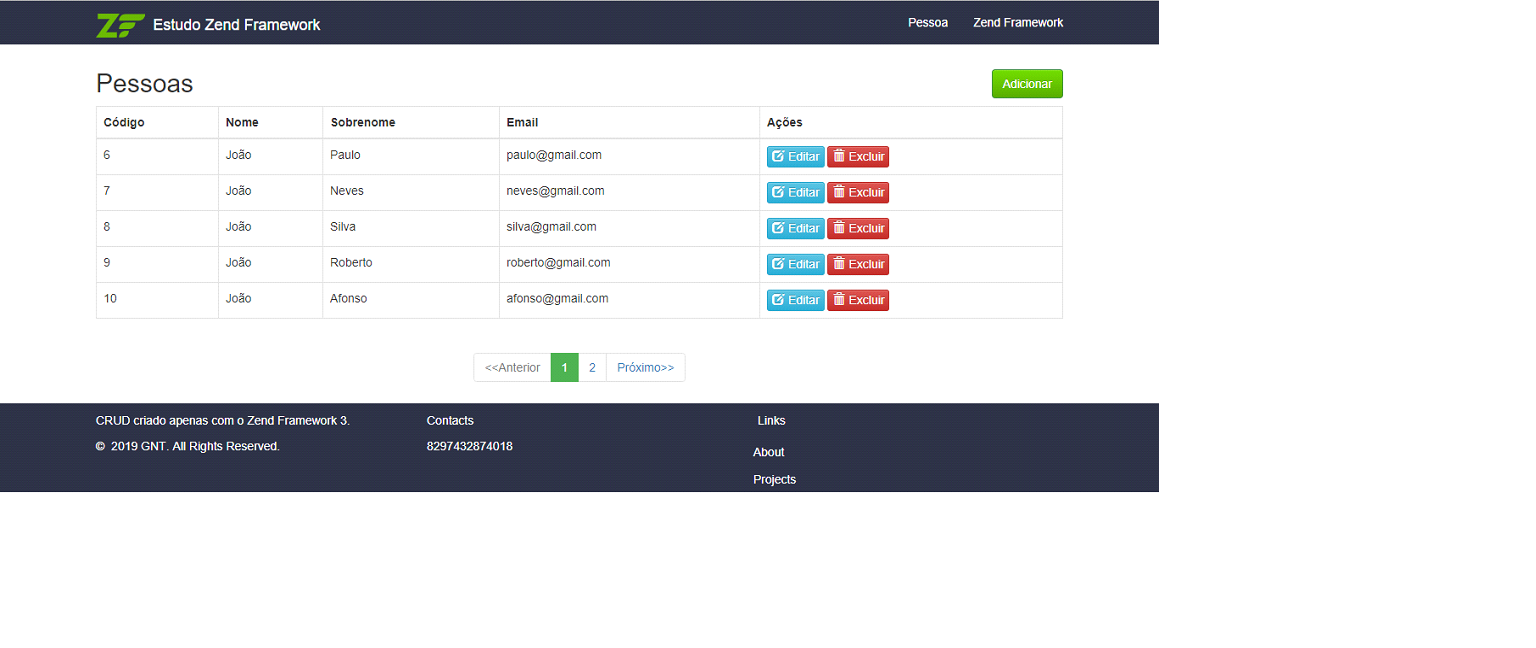 ZF Estudo Zend Framework Pessoa Zend Framework
Pessoas Adicionar
Código Nome Sobrenome Email Ações
6 João Paulo paulo@gmail.com Editar Excluir
7 João Neves neves@gmail.com Editar Excluir
8 João Silva silva@gmail.com Editar Excluir
9 João Roberto roberto@gmail.com Editar Excluir
10 João Afonso afonso@gmail.com Editar Excluir
<<Anterior 1 2 Próximo>>
CRUD criado apenas com o Zend Framework 3. Contacts Links
© 2019 GNT. All Rights Reserved. 8297432874018
About
Projects